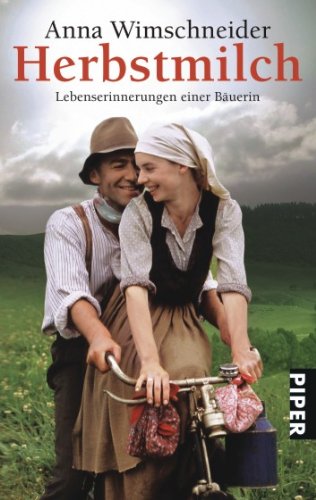 Anna Wimschneider
Herbstmilch
Lebenserinnerungen einer Bäuerin
PIPER